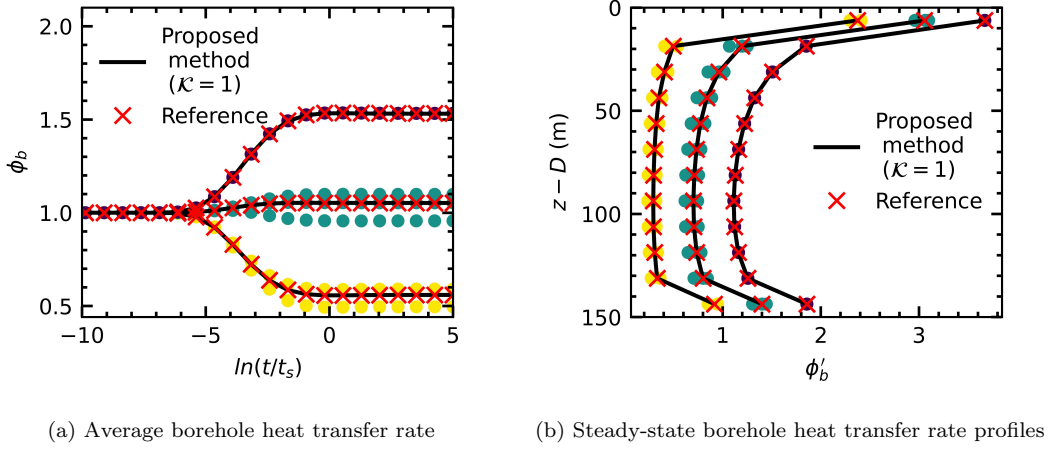 2.0
1.5
1.0
0.5
ϕ_b
Proposed
method
(𝒦 = 1)
Reference
−10
−5
0
5
ln(t/t_s)
(a) Average borehole heat transfer rate
0
50
100
150
z − D (m)
Proposed
method
(𝒦 = 1)
Reference
1
2
3
ϕ′_b
(b) Steady-state borehole heat transfer rate profiles